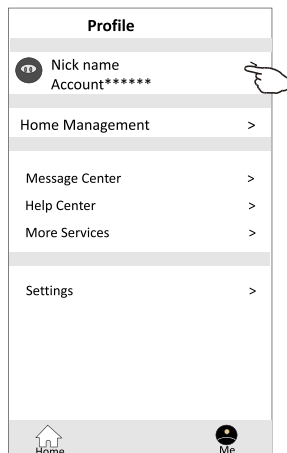 Profile
Nick name
Account******
Home Management >
Message Center >
Help Center >
More Services >
Settings >
Home Me